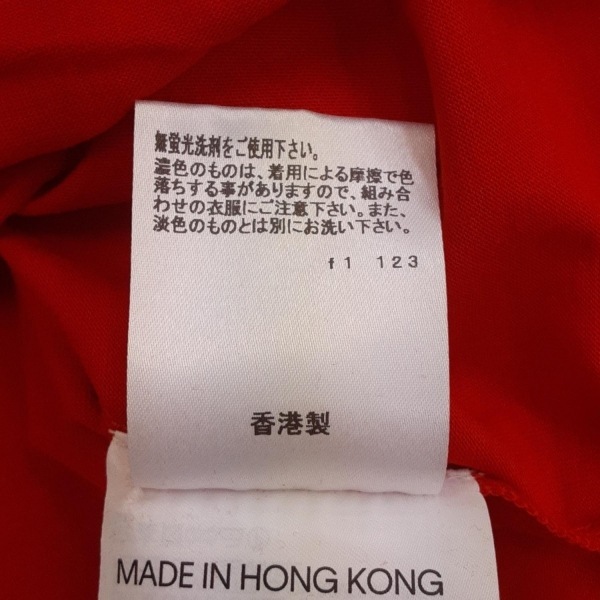 無蛍光洗剤をご使用下さい。
濃色のものは、着用による摩擦で色
落ちする事がありますので、組み合
わせの衣服にご注意下さい。また、
淡色のものとは別にお洗い下さい。
f1 123
香港製
MADE IN HONG KONG